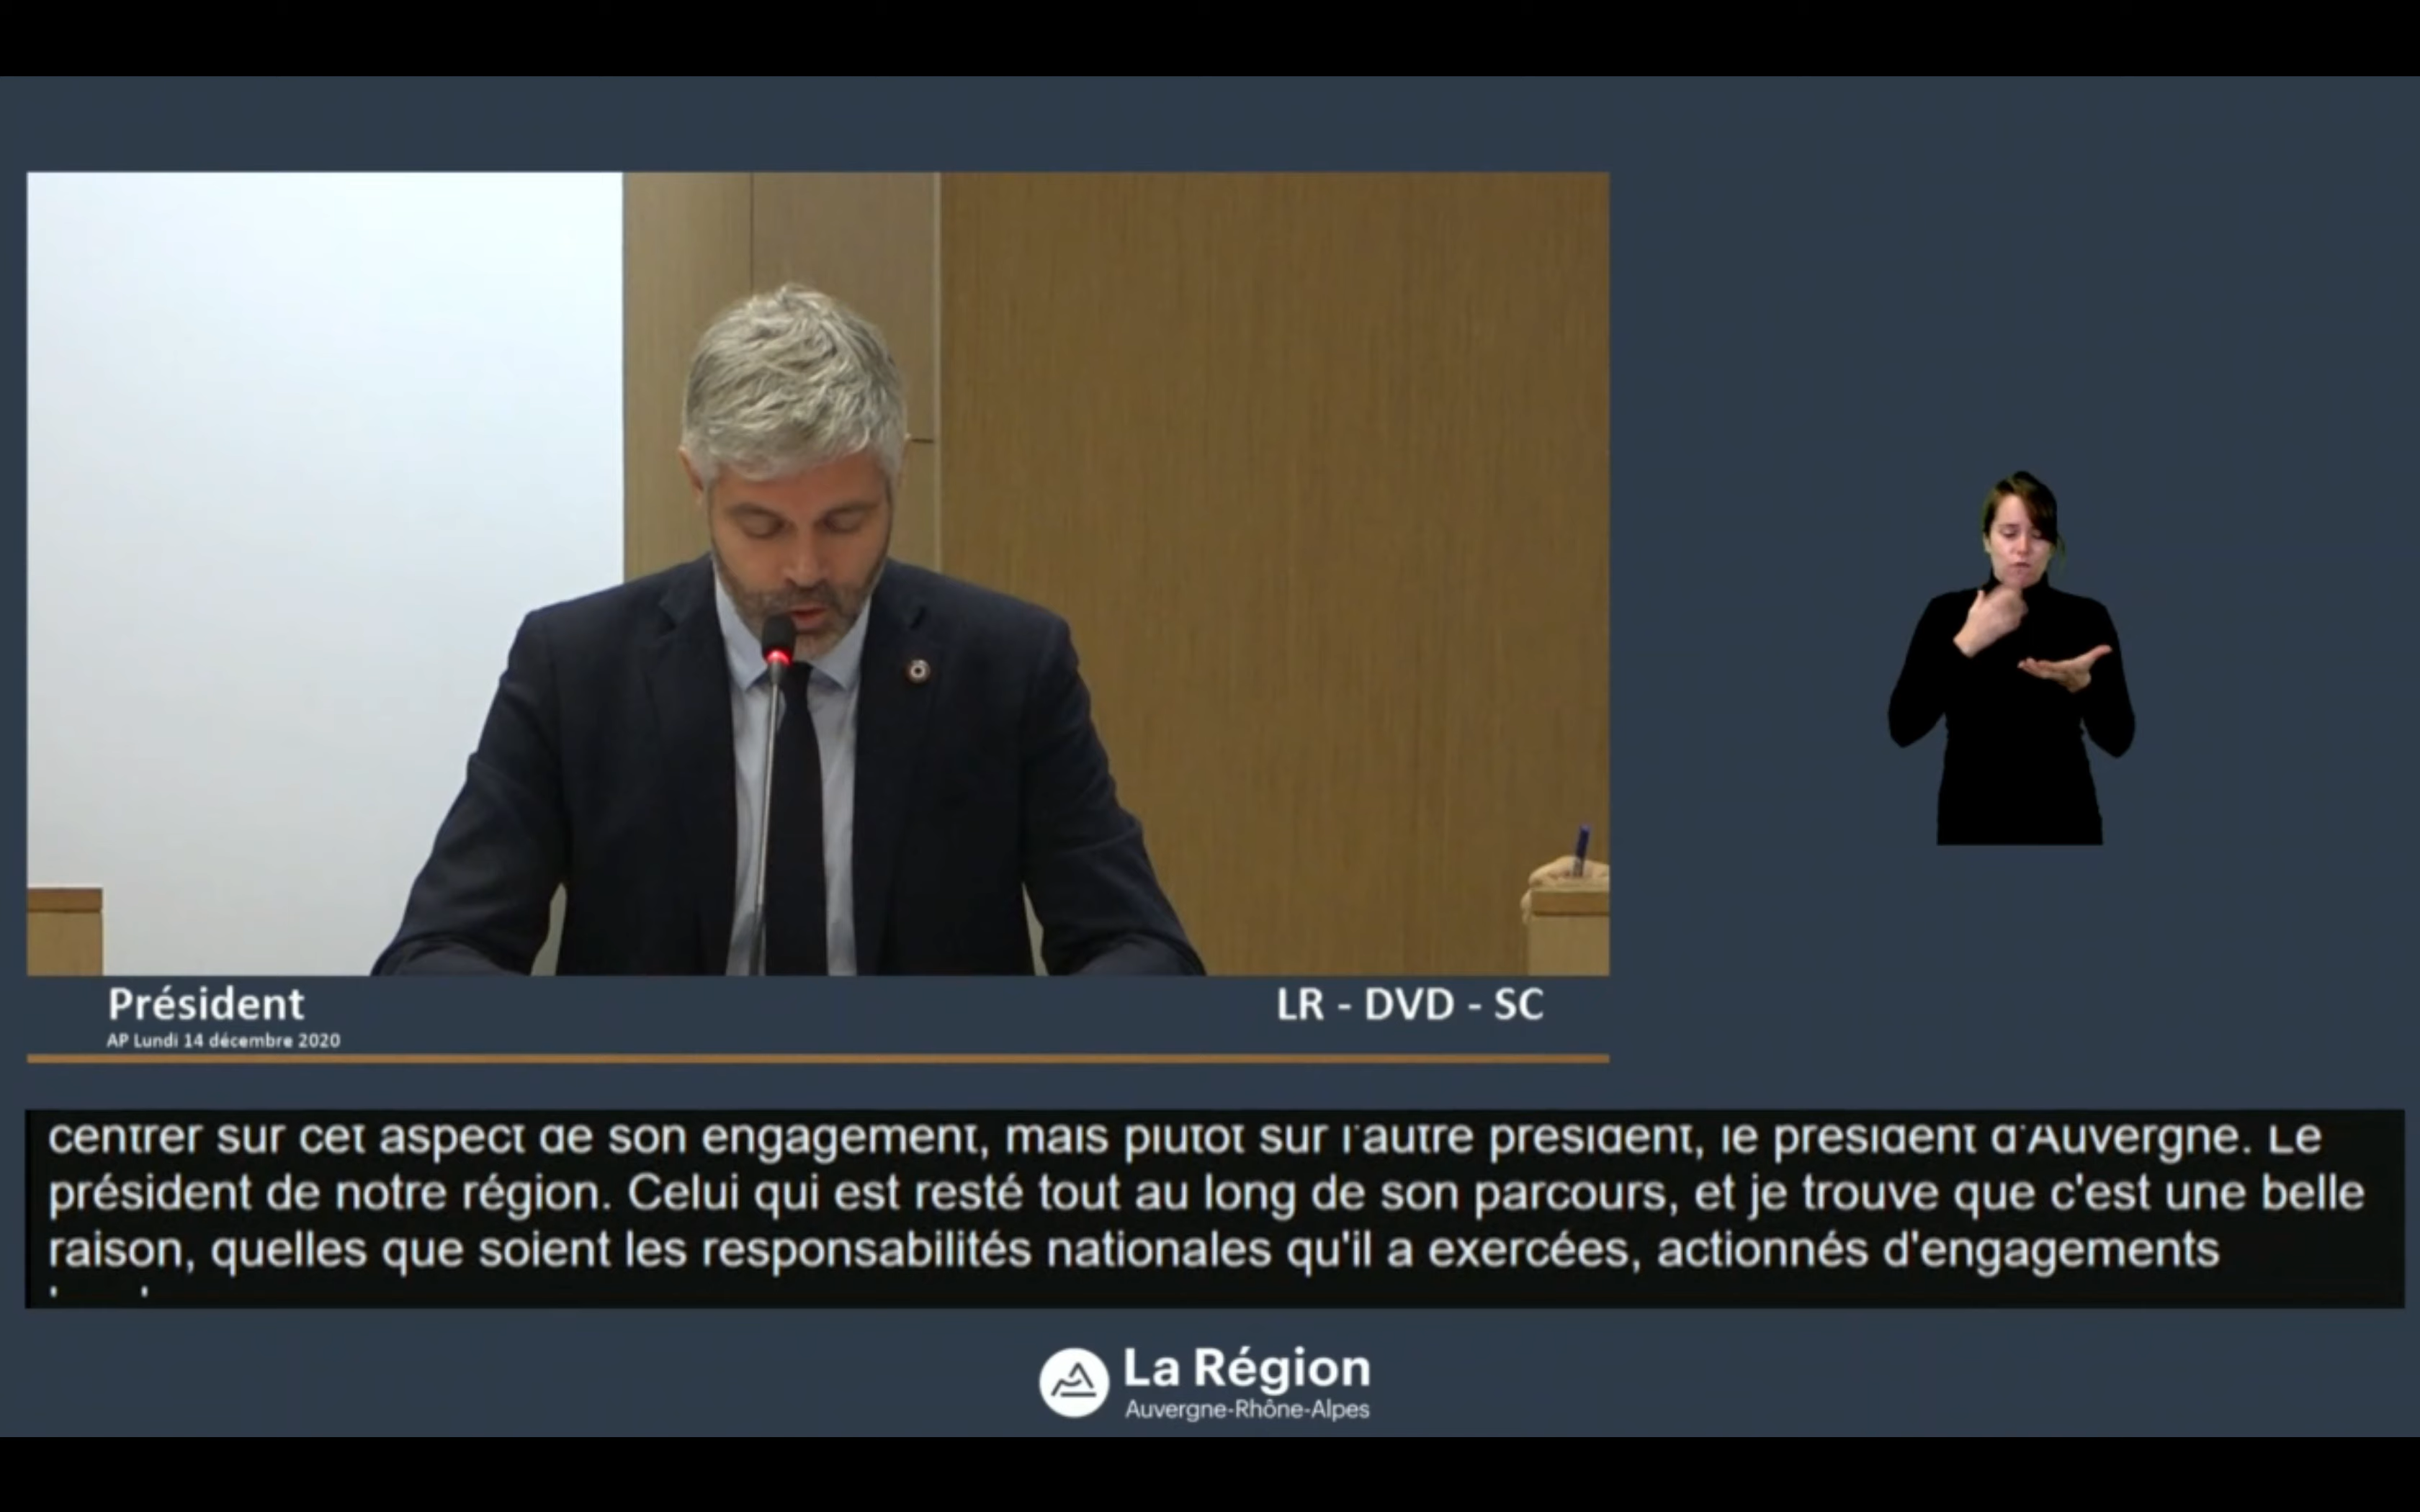 Président
LR - DVD - SC
AP Lundi 14 décembre 2020
centrer sur cet aspect de son engagement, mais plutôt sur l'autre président, le président d'Auvergne. Le
président de notre région. Celui qui est resté tout au long de son parcours, et je trouve que c'est une belle
raison, quelles que soient les responsabilités nationales qu'il a exercées, actionnés d'engagements
La Région
Auvergne-Rhône-Alpes